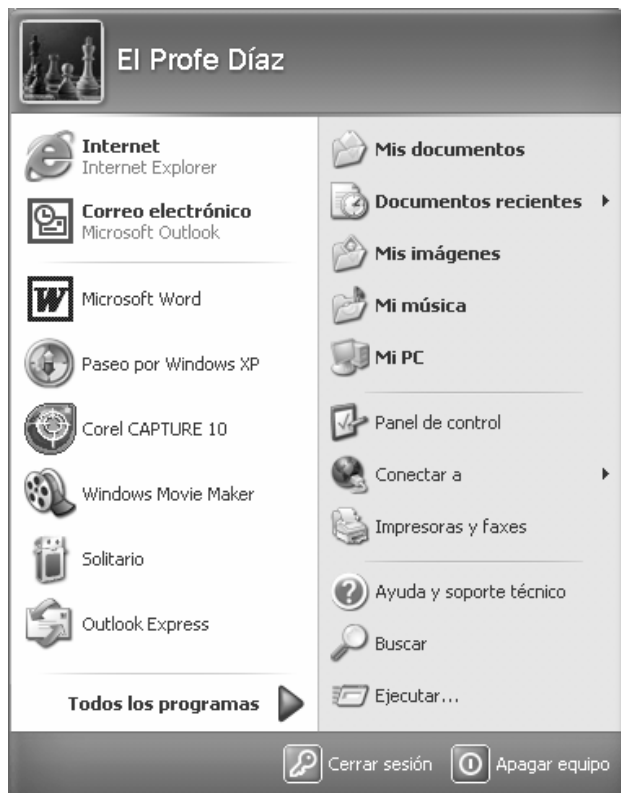 El Profe Díaz
Internet
Internet Explorer
Correo electrónico
Microsoft Outlook
Microsoft Word
Paseo por Windows XP
Corel CAPTURE 10
Windows Movie Maker
Solitario
Outlook Express
Todos los programas
Mis documentos
Documentos recientes
Mis imágenes
Mi música
Mi PC
Panel de control
Conectar a
Impresoras y faxes
Ayuda y soporte técnico
Buscar
Ejecutar...
Cerrar sesión
Apagar equipo